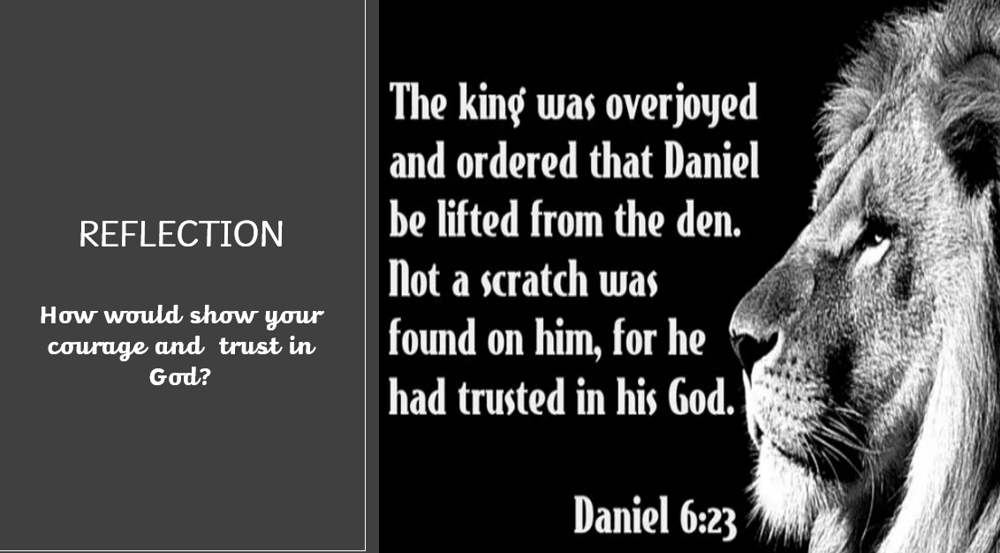 REFLECTION
How would show your
courage and trust in
God?
The king was overjoyed
and ordered that Daniel
be lifted from the den.
Not a scratch was
found on him, for he
had trusted in his God.
Daniel 6:23